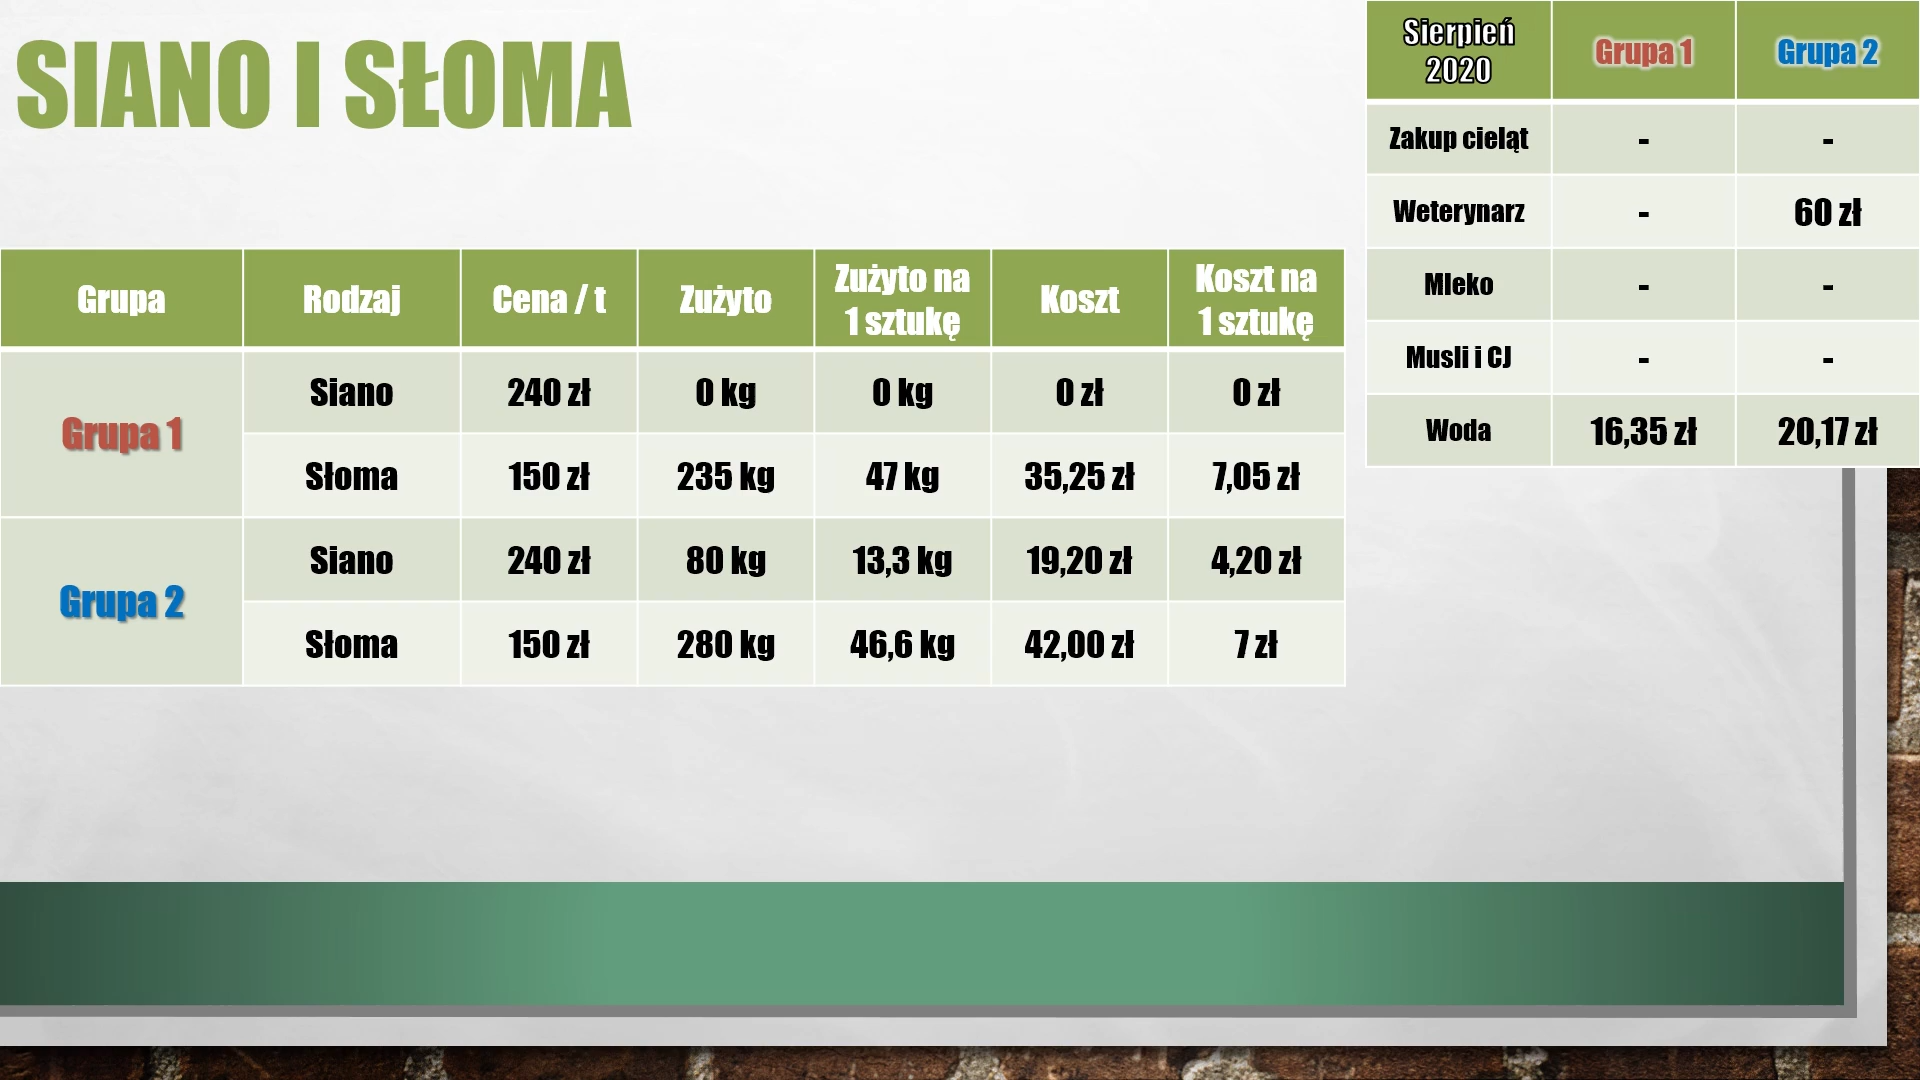 SIANO I SŁOMA
Grupa Rodzaj Cena / t Zużyto Zużyto na 1 sztukę Koszt Koszt na 1 sztukę
Grupa 1 Siano 240 zł 0 kg 0 kg 0 zł 0 zł
Słoma 150 zł 235 kg 47 kg 35,25 zł 7,05 zł
Grupa 2 Siano 240 zł 80 kg 13,3 kg 19,20 zł 4,20 zł
Słoma 150 zł 280 kg 46,6 kg 42,00 zł 7 zł
Sierpień 2020 Grupa 1 Grupa 2
Zakup cieląt - -
Weterynarz - 60 zł
Mleko - -
Musli i CJ - -
Woda 16,35 zł 20,17 zł